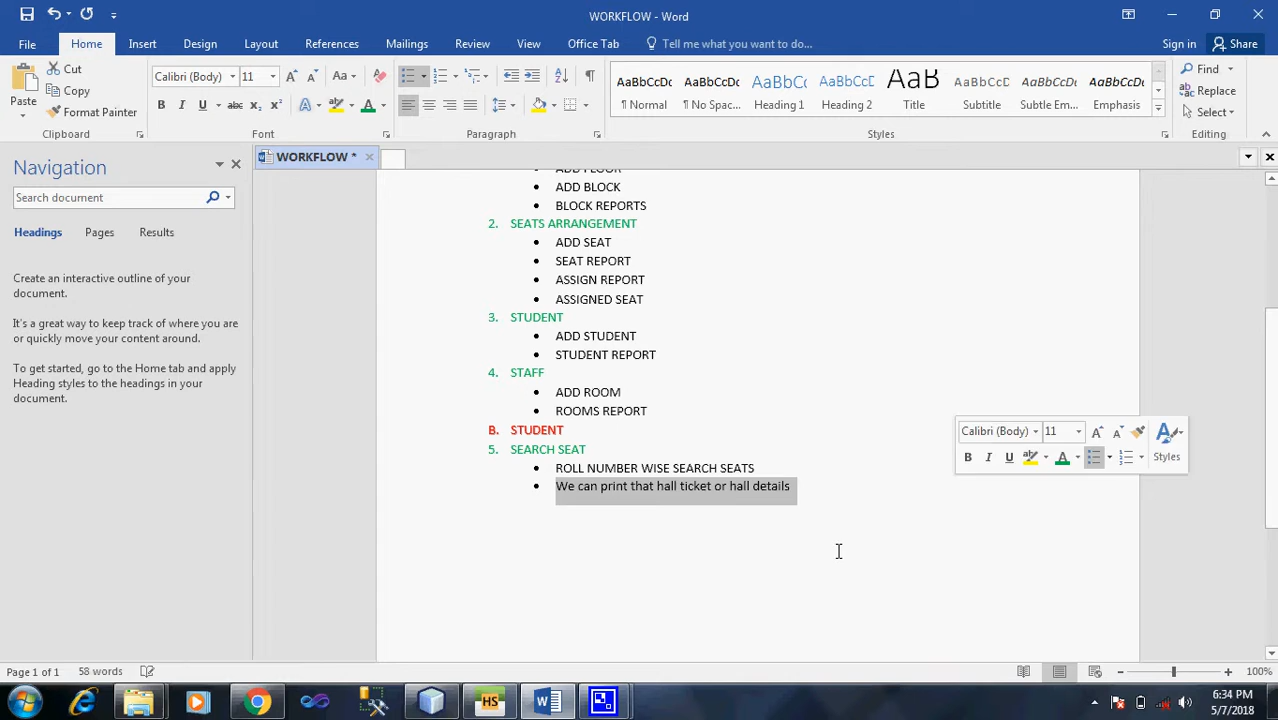 WORKFLOW - Word
File
Home
Insert
Design
Layout
References
Mailings
Review
View
Office Tab
Tell me what you want to do...
Sign in
Share
Paste
Cut
Copy
Format Painter
Clipboard
Calibri (Body)
11
Font
Paragraph
AaBbCcDc
¶ Normal
AaBbCcDc
¶ No Spac...
AaBbCc
Heading 1
AaBbCcD
Heading 2
AaB
Title
AaBbCcD
Subtitle
AaBbCcDc
Subtle Em...
AaBbCcDc
Emphasis
Styles
Find
Replace
Select
Editing
Navigation
Search document
Headings
Pages
Results
Create an interactive outline of your
document.
It's a great way to keep track of where you are
or quickly move your content around.
To get started, go to the Home tab and apply
Heading styles to the headings in your
document.
WORKFLOW *
ADD FLOOR
• ADD BLOCK
• BLOCK REPORTS
2. SEATS ARRANGEMENT
• ADD SEAT
• SEAT REPORT
• ASSIGN REPORT
• ASSIGNED SEAT
3. STUDENT
• ADD STUDENT
• STUDENT REPORT
4. STAFF
• ADD ROOM
• ROOMS REPORT
B. STUDENT
5. SEARCH SEAT
• ROLL NUMBER WISE SEARCH SEATS
• We can print that hall ticket or hall details
Calibri (Body)
11
Styles
Page 1 of 1
58 words
100%
HS
6:34 PM
5/7/2018